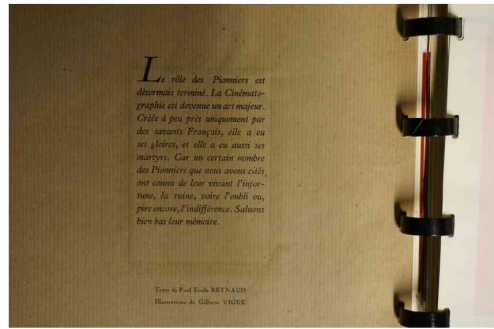 Le rôle des Pionniers est
désormais terminé. La Cinémato-
graphie est devenue un art majeur.
Créée à peu près uniquement par
des savants Français, elle a eu
ses gloires, et elle a eu aussi ses
martyrs. Car un certain nombre
des Pionniers que nous avons cités,
ont connu de leur vivant l'infor-
tune, la ruine, voire l'oubli ou,
pire encore, l'indifférence. Saluons
bien bas leur mémoire.
Texte de Paul Emile REYNAUD
Illustrations de Gilberte VIGUE